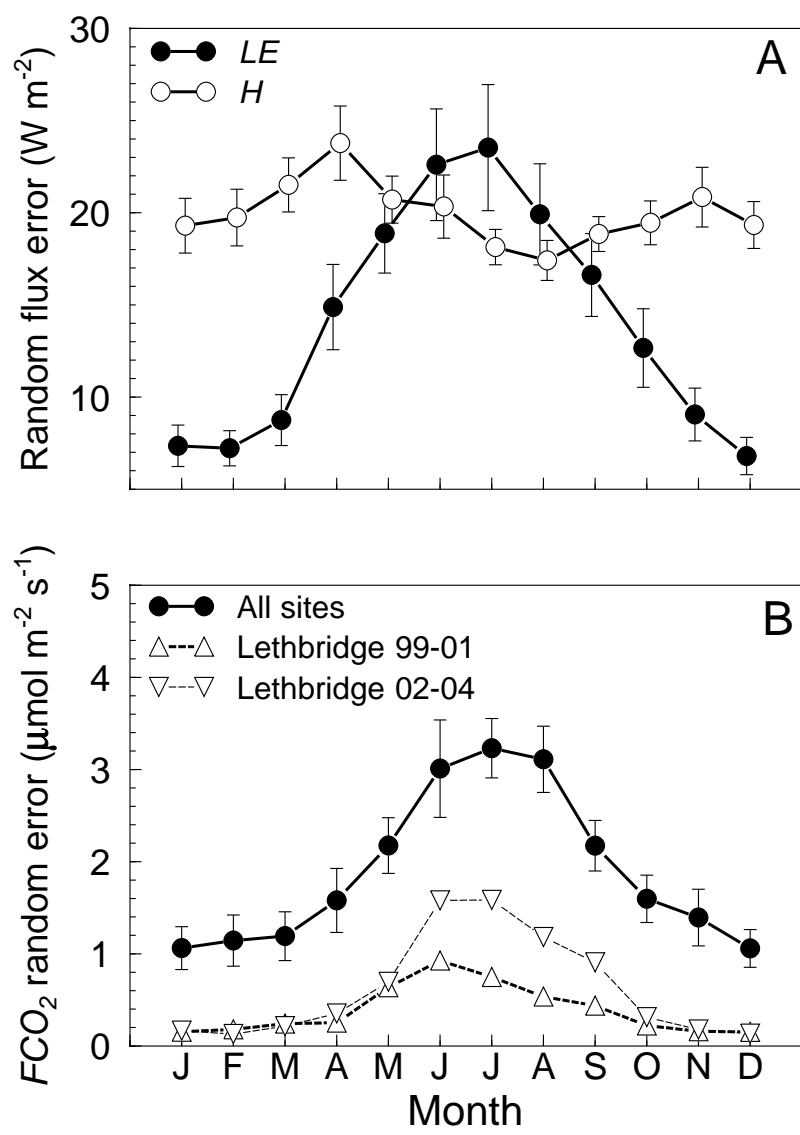 30
20
10
Random flux error (W m⁻²)
LE
H
A
5
4
3
2
1
0
FCO₂ random error (μmol m⁻² s⁻¹)
All sites
Lethbridge 99-01
Lethbridge 02-04
B
J F M A M J J A S O N D
Month